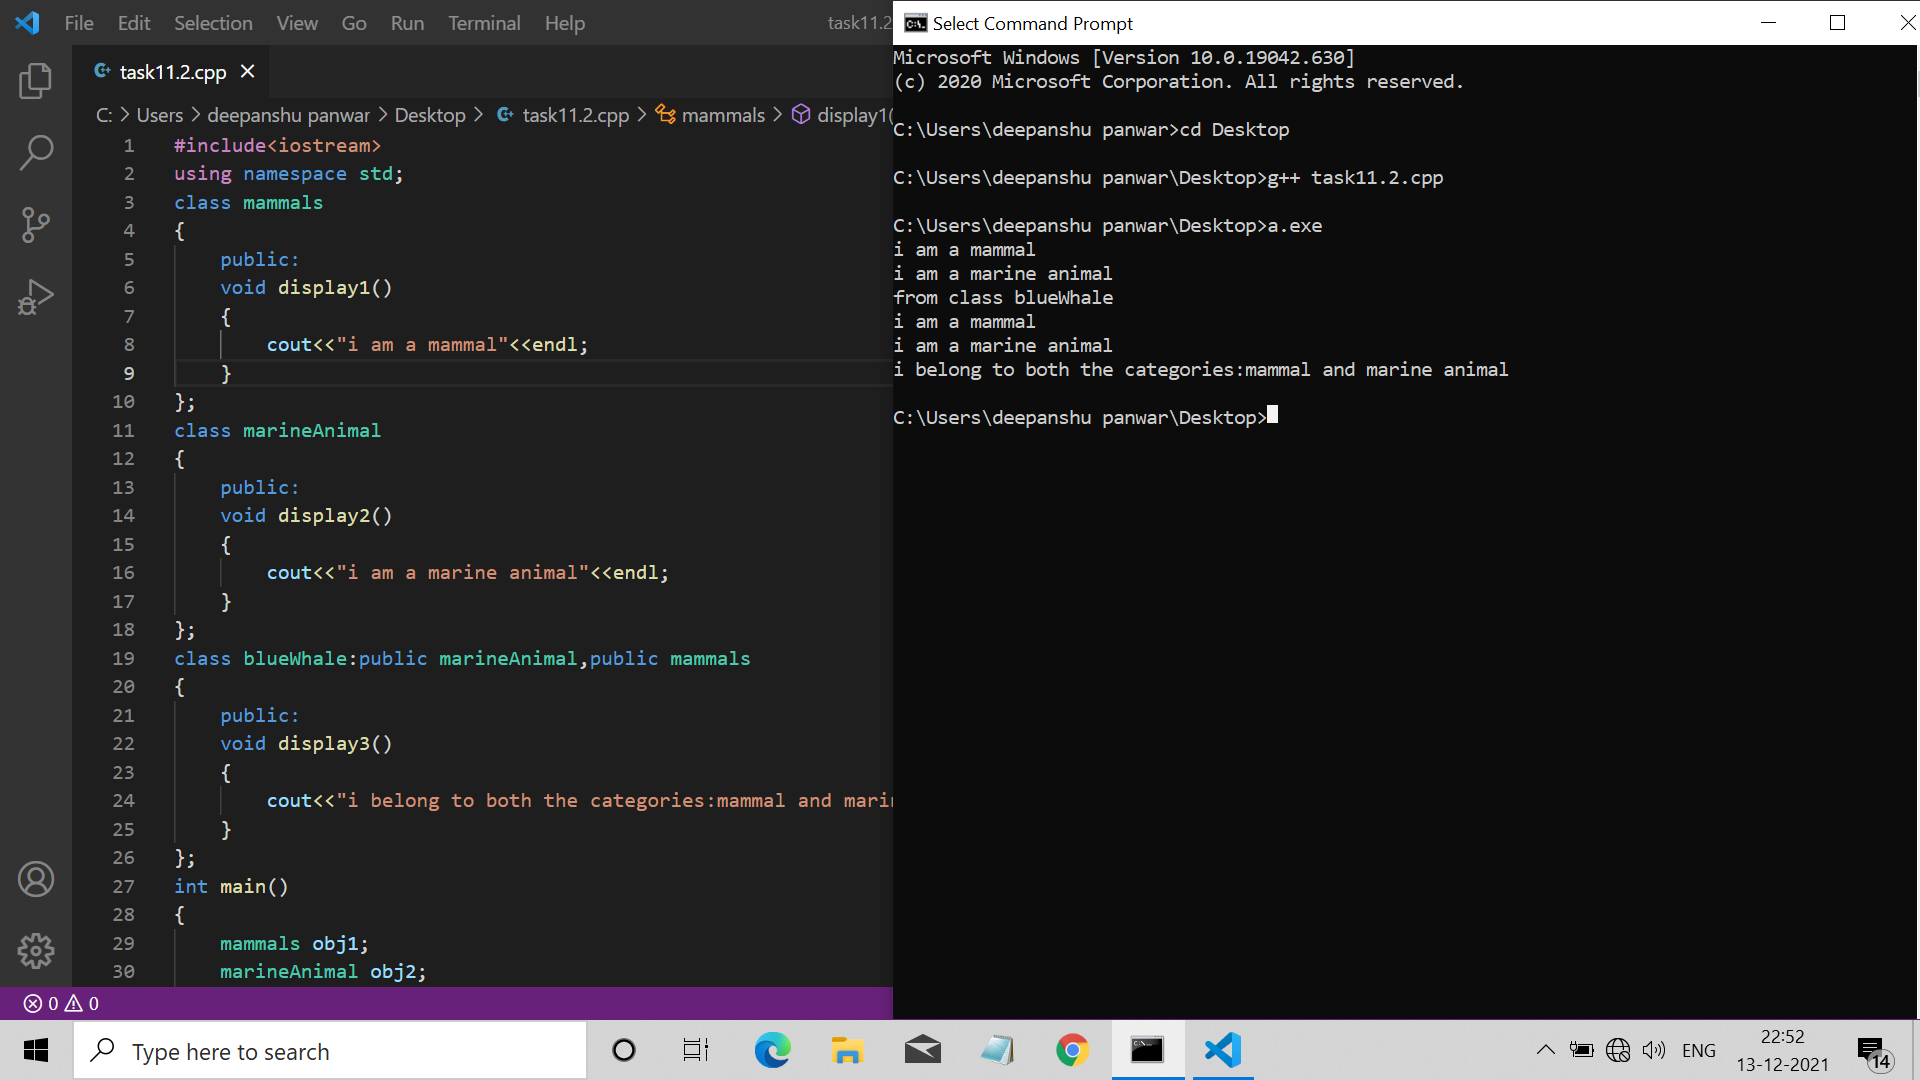 File Edit Selection View Go Run Terminal Help task11.2
task11.2.cpp
C: > Users > deepanshu panwar > Desktop > task11.2.cpp > mammals > display1(
1 #include<iostream>
2 using namespace std;
3 class mammals
4 {
5 public:
6 void display1()
7 {
8 cout<<"i am a mammal"<<endl;
9 }
10 };
11 class marineAnimal
12 {
13 public:
14 void display2()
15 {
16 cout<<"i am a marine animal"<<endl;
17 }
18 };
19 class blueWhale:public marineAnimal,public mammals
20 {
21 public:
22 void display3()
23 {
24 cout<<"i belong to both the categories:mammal and marin
25 }
26 };
27 int main()
28 {
29 mammals obj1;
30 marineAnimal obj2;
0 0
Select Command Prompt
Microsoft Windows [Version 10.0.19042.630]
(c) 2020 Microsoft Corporation. All rights reserved.
C:\Users\deepanshu panwar>cd Desktop
C:\Users\deepanshu panwar\Desktop>g++ task11.2.cpp
C:\Users\deepanshu panwar\Desktop>a.exe
i am a mammal
i am a marine animal
from class blueWhale
i am a mammal
i am a marine animal
i belong to both the categories:mammal and marine animal
C:\Users\deepanshu panwar\Desktop>
Type here to search
ENG
22:52
13-12-2021
14